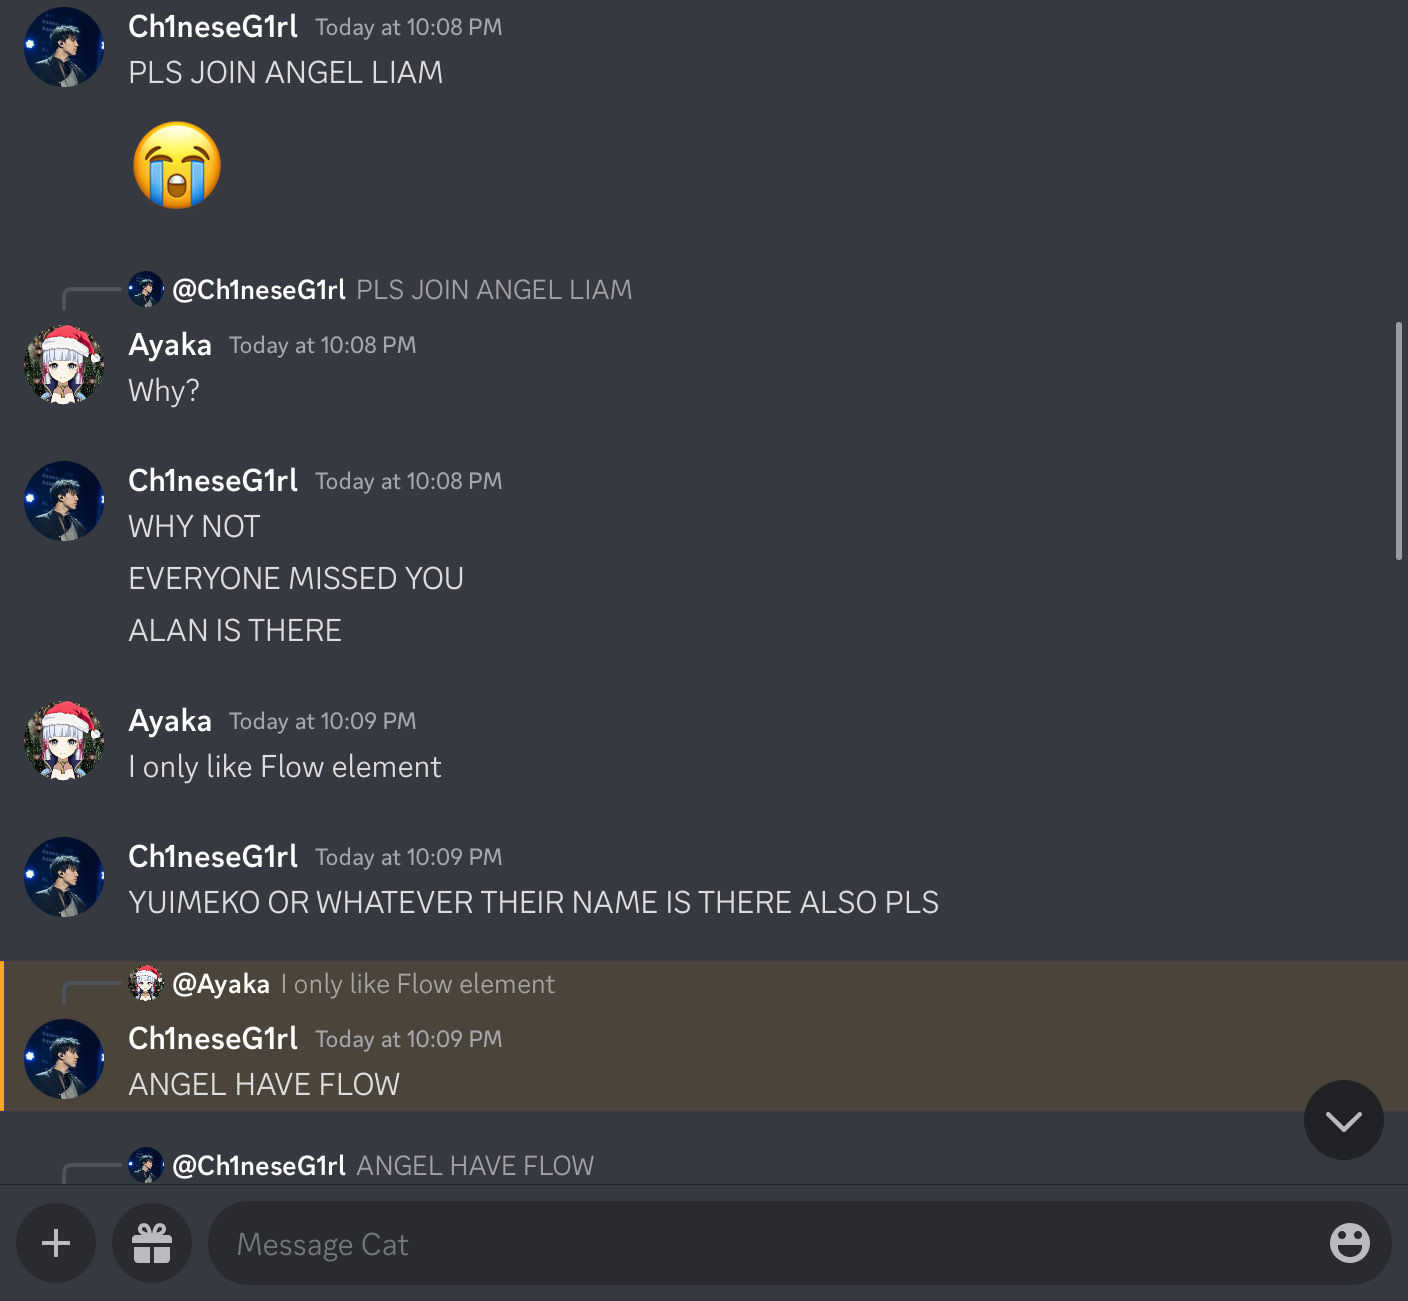 Ch1neseG1rl Today at 10:08 PM
PLS JOIN ANGEL LIAM
@Ch1neseG1rl PLS JOIN ANGEL LIAM
Ayaka Today at 10:08 PM
Why?
Ch1neseG1rl Today at 10:08 PM
WHY NOT
EVERYONE MISSED YOU
ALAN IS THERE
Ayaka Today at 10:09 PM
I only like Flow element
Ch1neseG1rl Today at 10:09 PM
YUIMEKO OR WHATEVER THEIR NAME IS THERE ALSO PLS
@Ayaka I only like Flow element
Ch1neseG1rl Today at 10:09 PM
ANGEL HAVE FLOW
@Ch1neseG1rl ANGEL HAVE FLOW
Message Cat